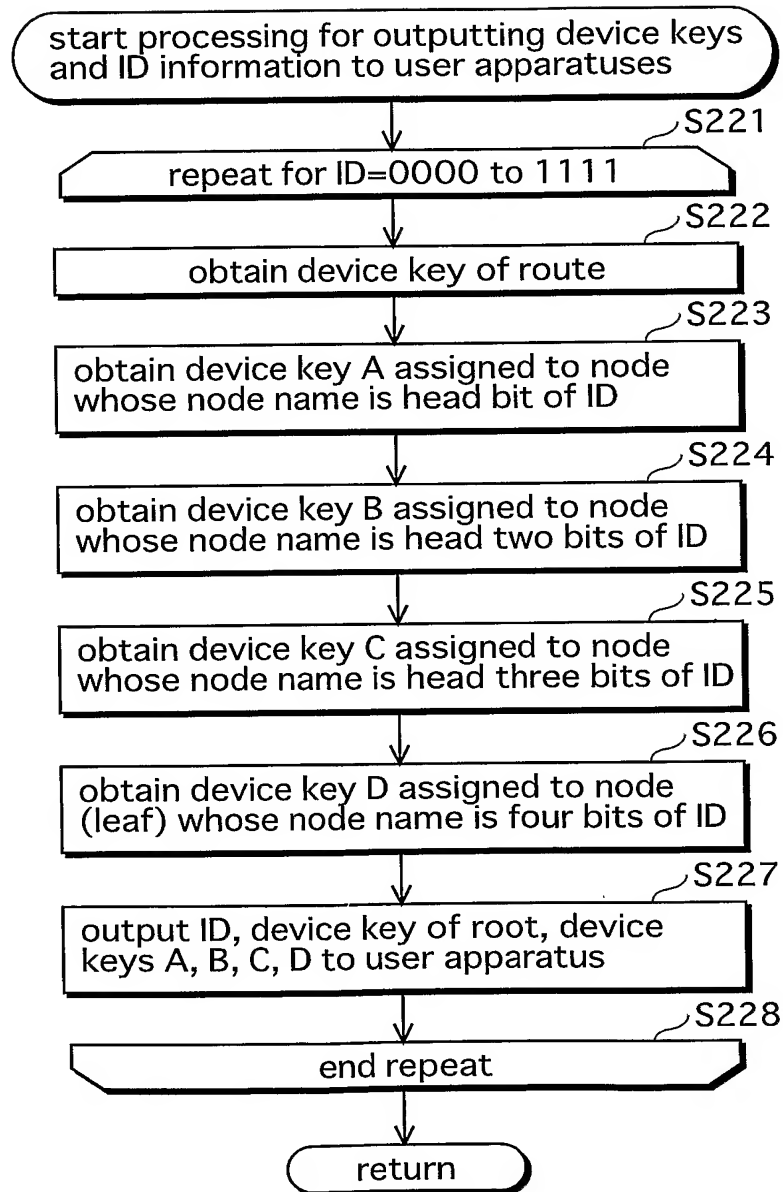 start processing for outputting device keys
and ID information to user apparatuses
S221
repeat for ID=0000 to 1111
S222
obtain device key of route
S223
obtain device key A assigned to node
whose node name is head bit of ID
S224
obtain device key B assigned to node
whose node name is head two bits of ID
S225
obtain device key C assigned to node
whose node name is head three bits of ID
S226
obtain device key D assigned to node
(leaf) whose node name is four bits of ID
S227
output ID, device key of root, device
keys A, B, C, D to user apparatus
S228
end repeat
return